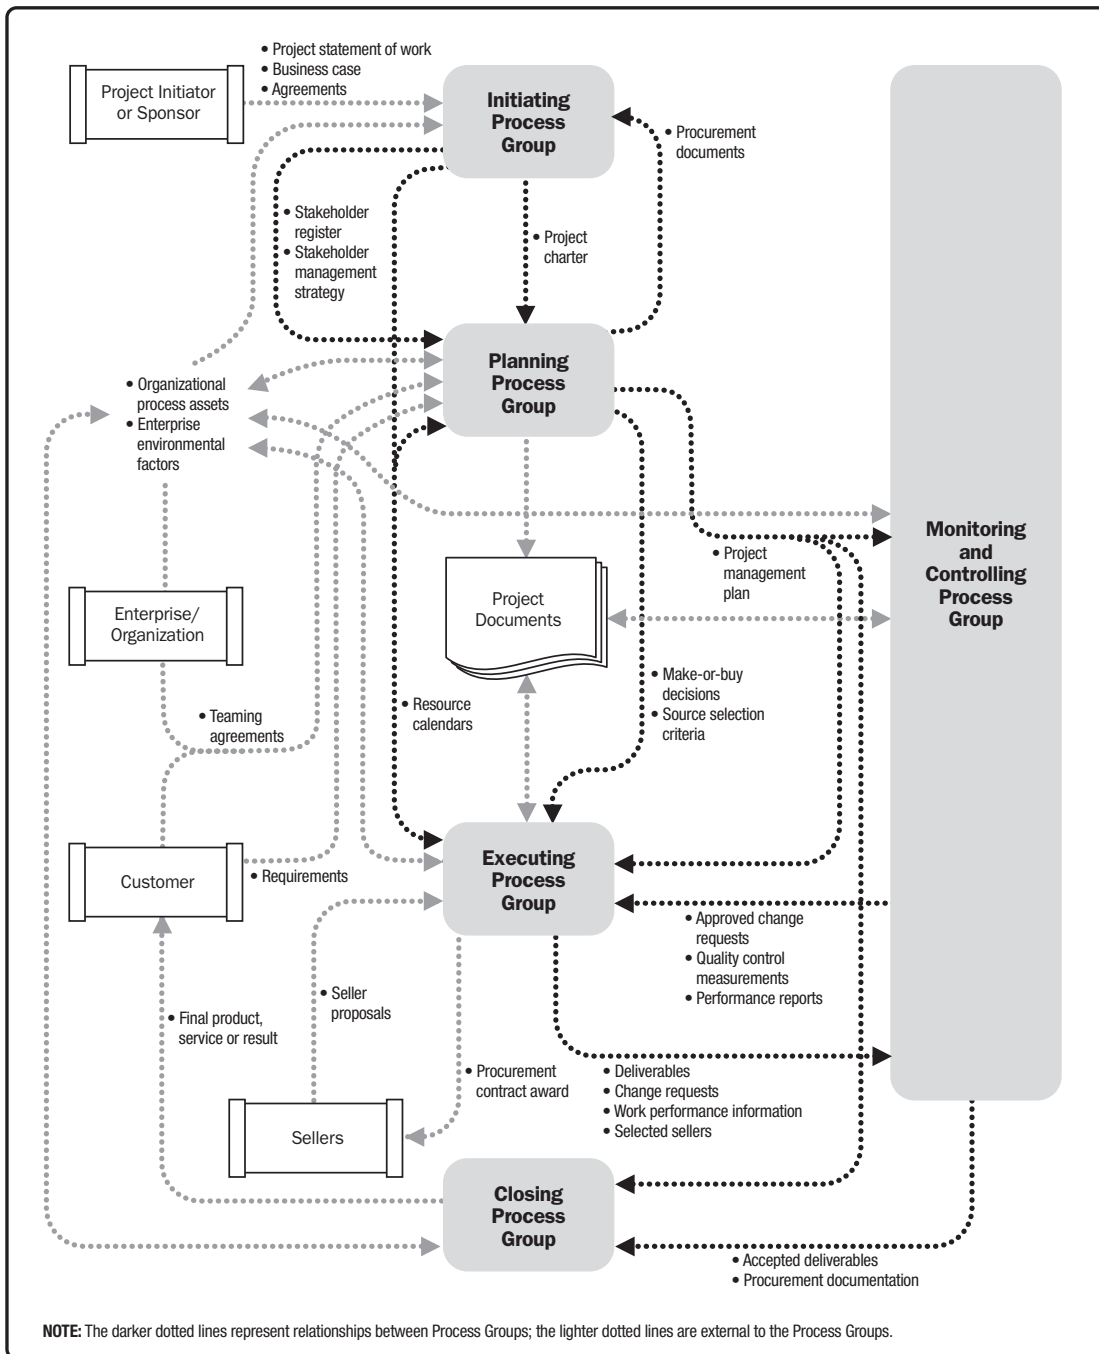 • Project statement of work
• Business case
• Agreements
Project Initiator
or Sponsor
Initiating
Process
Group
• Procurement
documents
• Stakeholder
register
• Stakeholder
management
strategy
• Project
charter
Planning
Process
Group
• Organizational
process assets
• Enterprise
environmental
factors
Monitoring
and
Controlling
Process
Group
• Project
management
plan
Project
Documents
Enterprise/
Organization
• Make-or-buy
decisions
• Source selection
criteria
• Resource
calendars
• Teaming
agreements
Executing
Process
Group
Customer
• Requirements
• Approved change
requests
• Quality control
measurements
• Performance reports
• Seller
proposals
• Final product,
service or result
• Procurement
contract award
• Deliverables
• Change requests
• Work performance information
• Selected sellers
Sellers
Closing
Process
Group
• Accepted deliverables
• Procurement documentation
NOTE: The darker dotted lines represent relationships between Process Groups; the lighter dotted lines are external to the Process Groups.